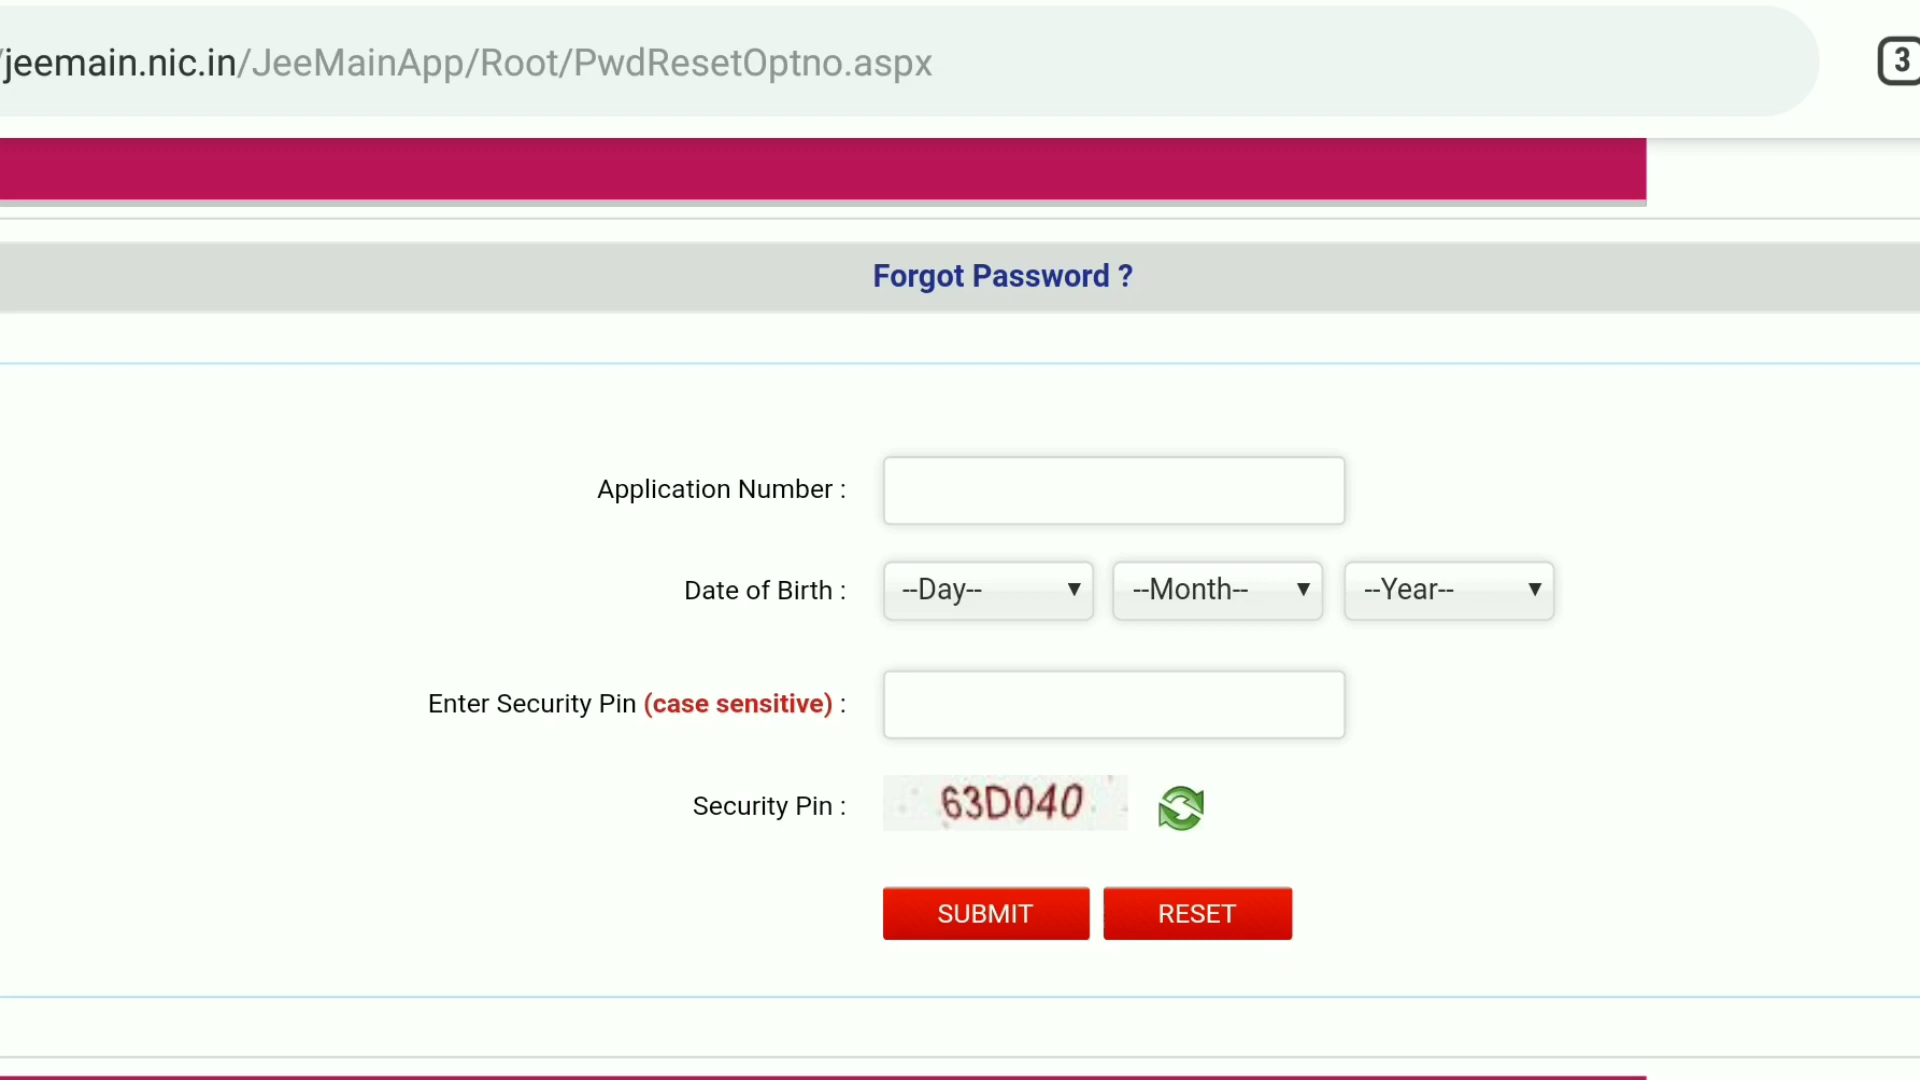 /jeemain.nic.in/JeeMainApp/Root/PwdResetOptno.aspx
3
Forgot Password ?
Application Number :
Date of Birth : --Day-- --Month-- --Year--
Enter Security Pin (case sensitive) :
Security Pin : 63D040
SUBMIT RESET